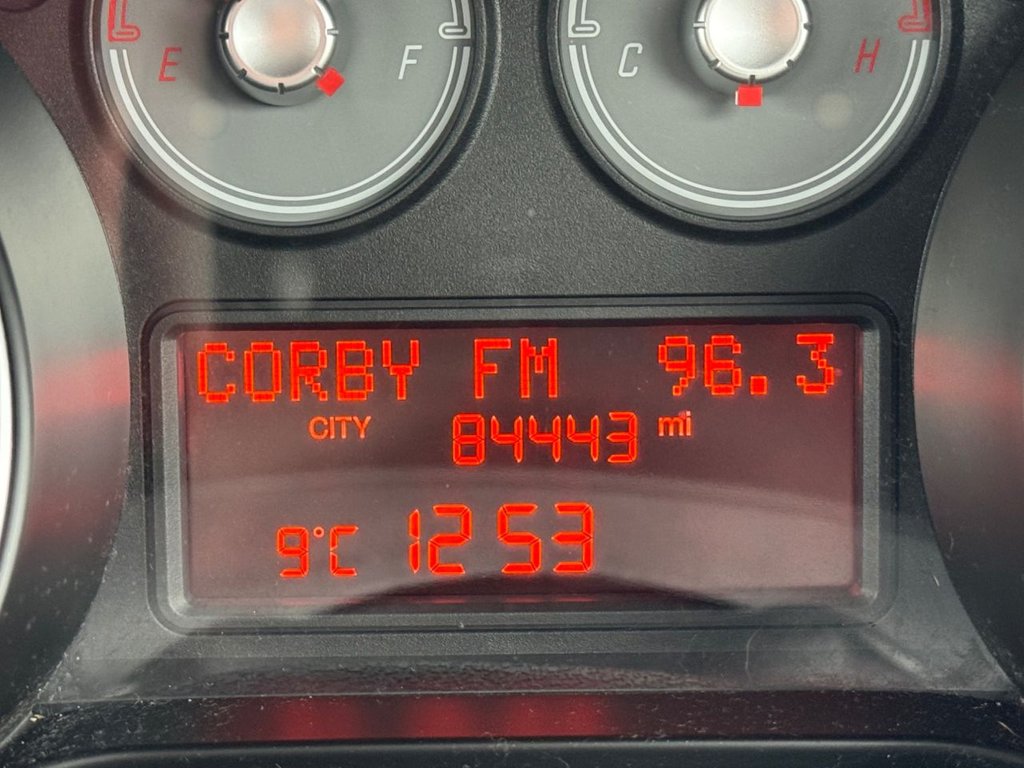 E F C H
CORBY FM 96.3
CITY 84443 mi
9°C 12 53